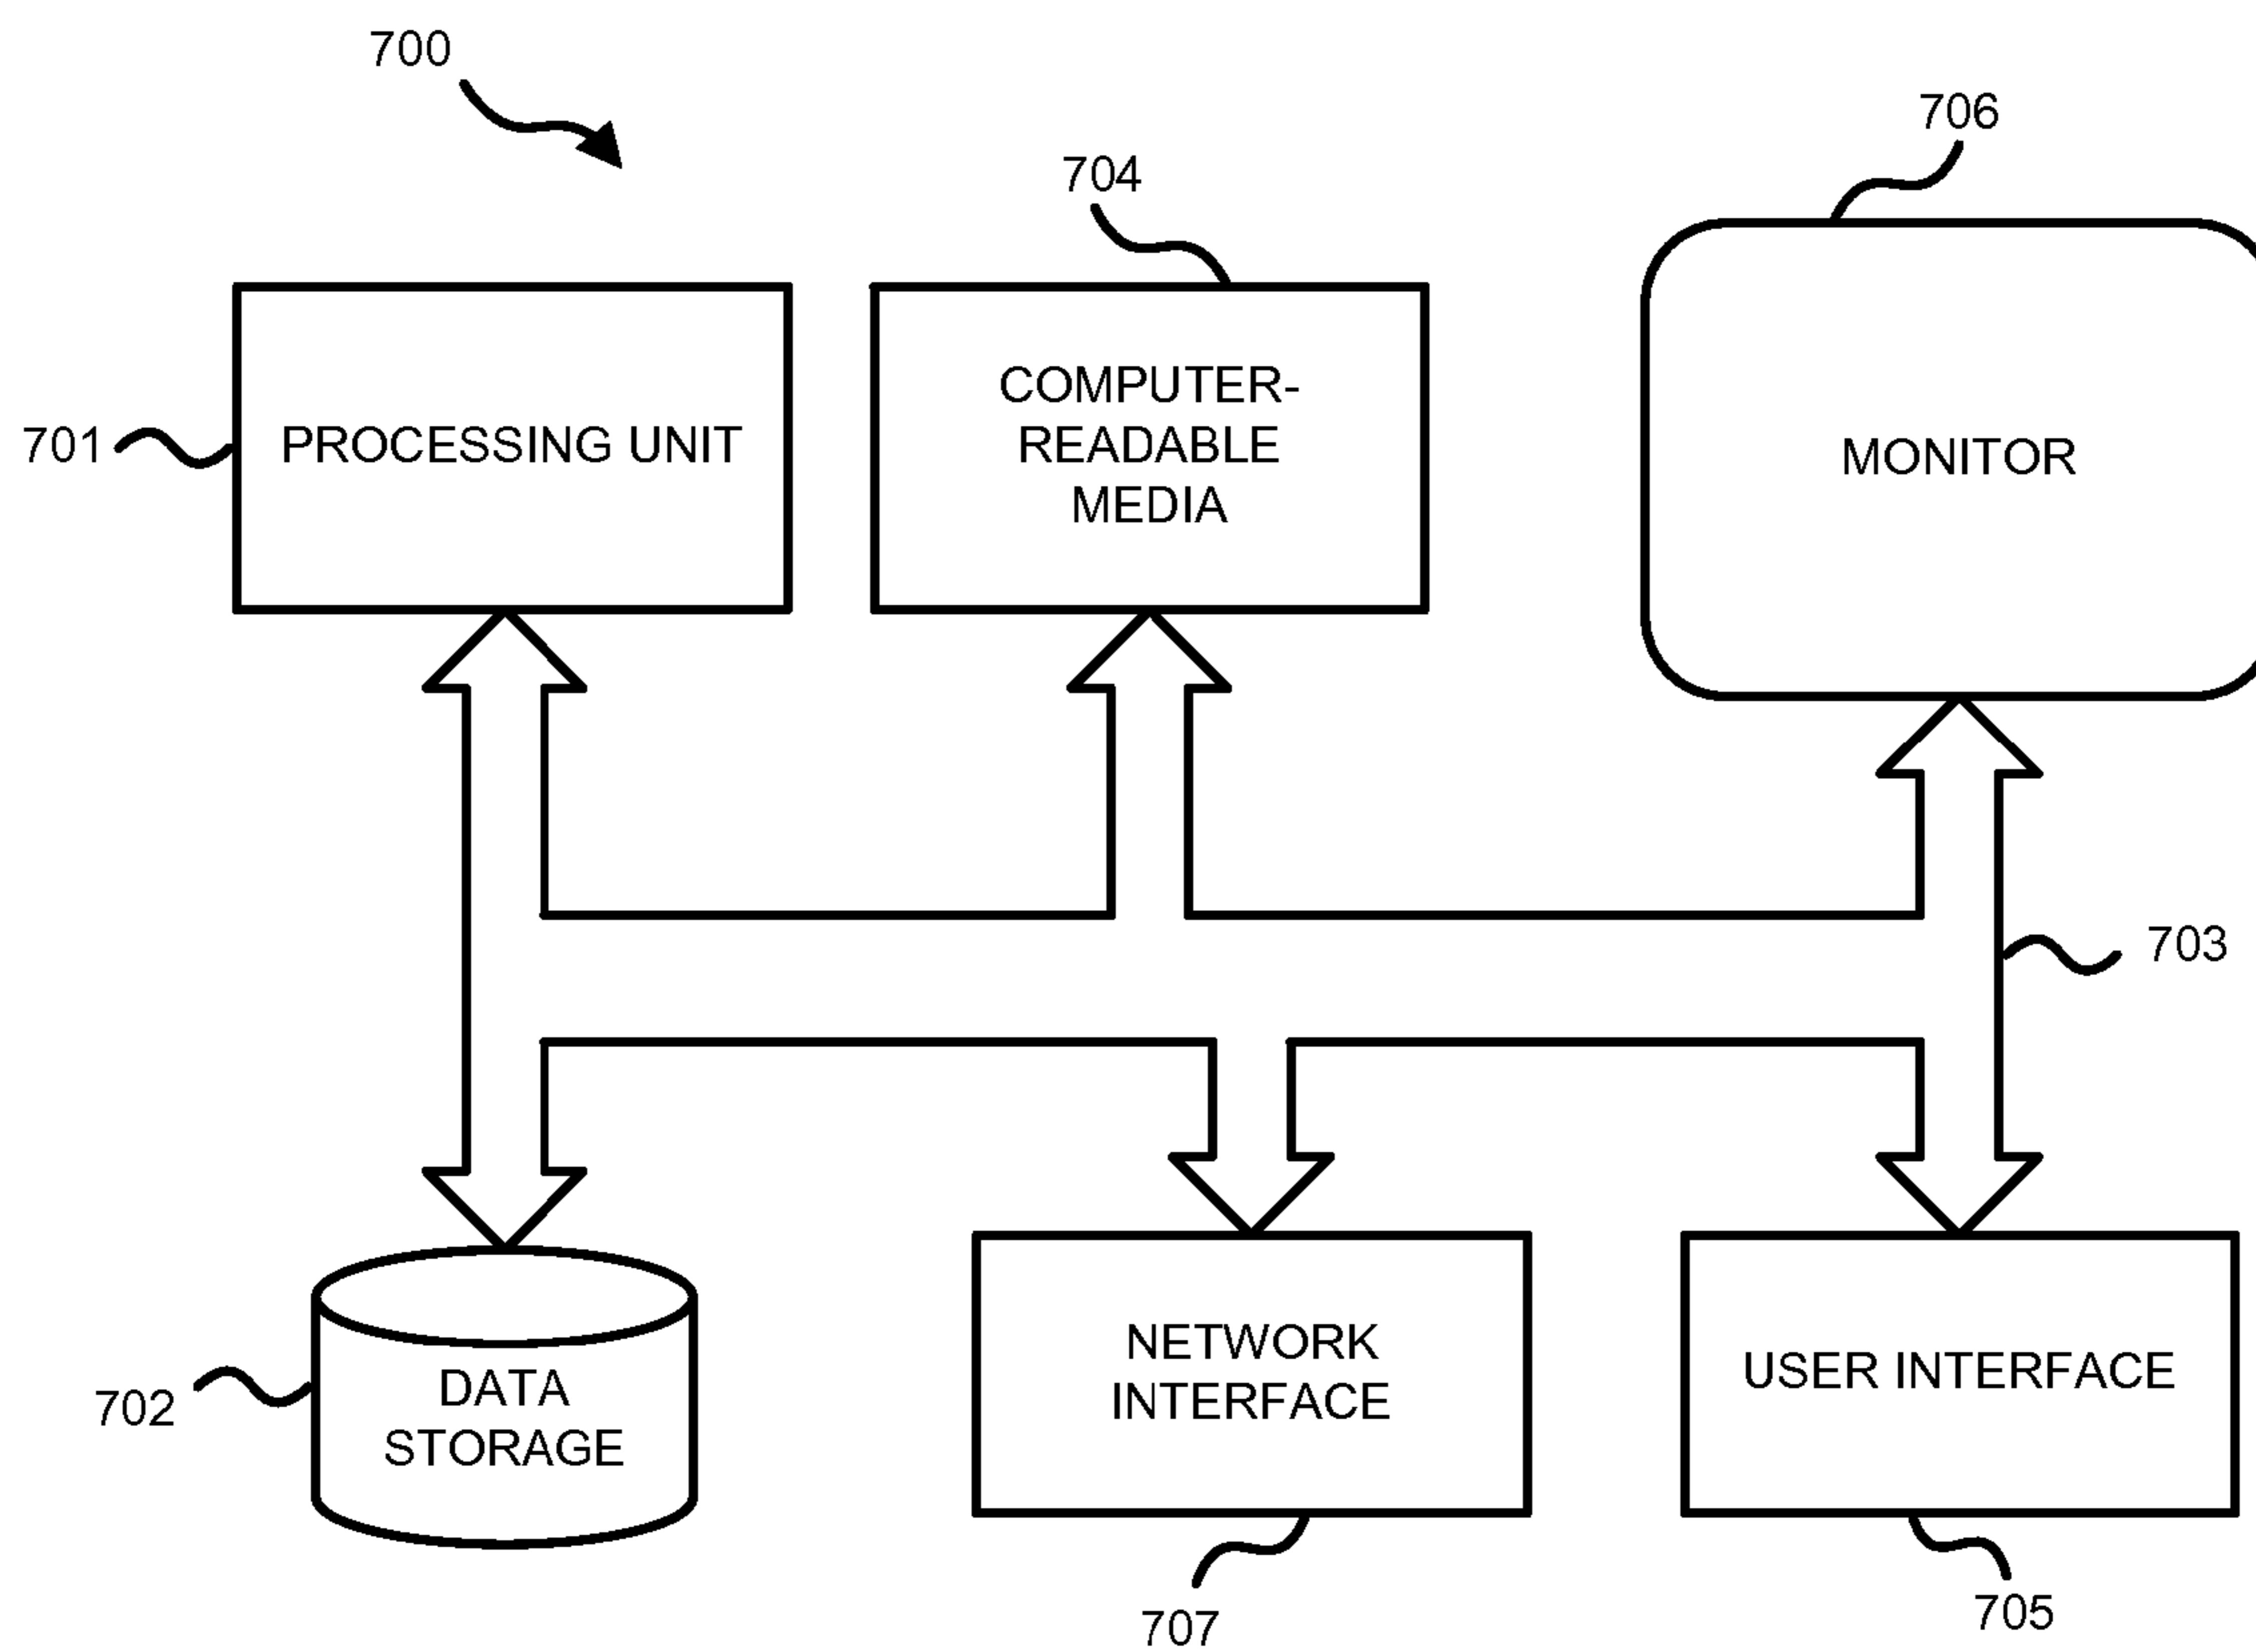 700
706
704
COMPUTER-
READABLE
MEDIA
701
PROCESSING UNIT
MONITOR
703
702
DATA
STORAGE
NETWORK
INTERFACE
USER INTERFACE
707
705